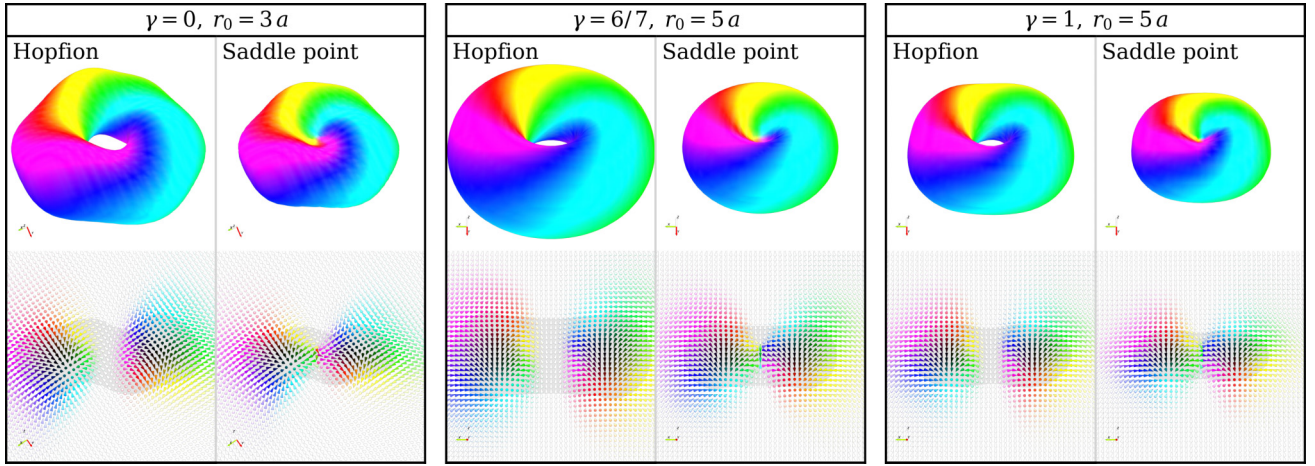 γ = 0, r₀ = 3 a
Hopfion
Saddle point
γ = 6/7, r₀ = 5 a
Hopfion
Saddle point
γ = 1, r₀ = 5 a
Hopfion
Saddle point